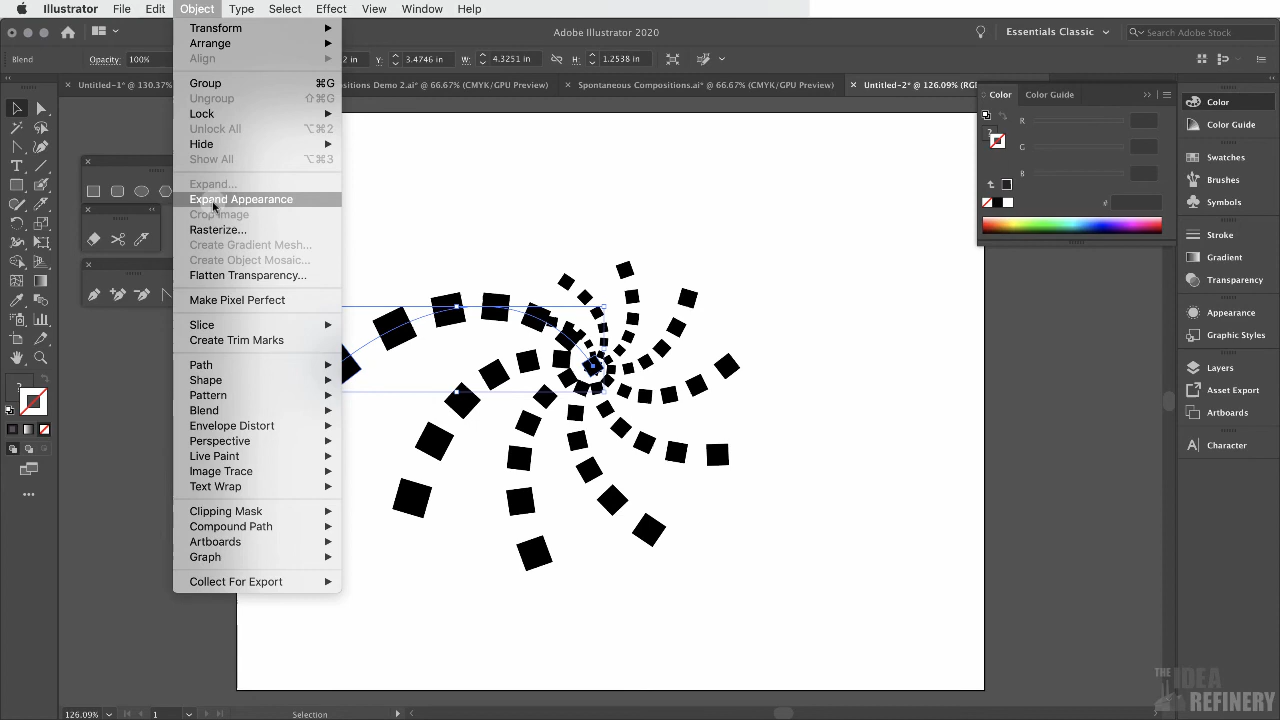 Illustrator File Edit Object Type Select Effect View Window Help
Adobe Illustrator 2020
Essentials Classic
Search Adobe Stock
Blend
Opacity: 100%
2 in Y: 3.4746 in W: 4.3251 in H: 1.2538 in
Untitled-1* @ 130.37%
ositions Demo 2.ai* @ 66.67% (CMYK/GPU Preview)
Spontaneous Compositions.ai* @ 66.67% (CMYK/GPU Preview)
Untitled-2* @ 126.09% (RG
Transform
Arrange
Align
Group ⌘G
Ungroup ⇧⌘G
Lock
Unlock All ⌥⌘2
Hide
Show All ⌥⌘3
Expand...
Expand Appearance
Crop Image
Rasterize...
Create Gradient Mesh...
Create Object Mosaic...
Flatten Transparency...
Make Pixel Perfect
Slice
Create Trim Marks
Path
Shape
Pattern
Blend
Envelope Distort
Perspective
Live Paint
Image Trace
Text Wrap
Clipping Mask
Compound Path
Artboards
Graph
Collect For Export
Color Color Guide
R
G
B
#
Color
Color Guide
Swatches
Brushes
Symbols
Stroke
Gradient
Transparency
Appearance
Graphic Styles
Layers
Asset Export
Artboards
Character
? 
126.09% 1 Selection
THE IDEA
REFINERY